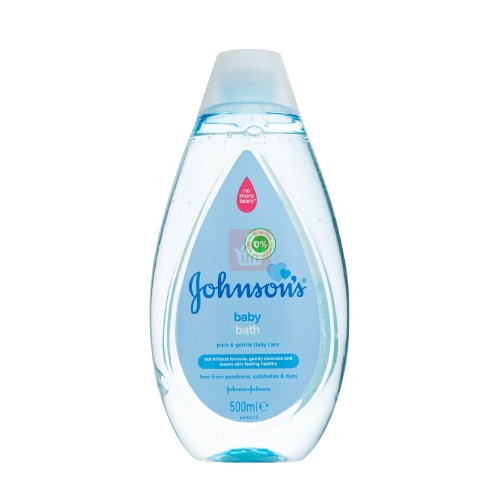 no
more
tears*
0%
Johnson's
baby
bath
pure & gentle daily care
our mildest formula, gently cleanses and
leaves skin feeling healthy
free from parabens, sulphates & dyes
Johnson & Johnson
500ml e